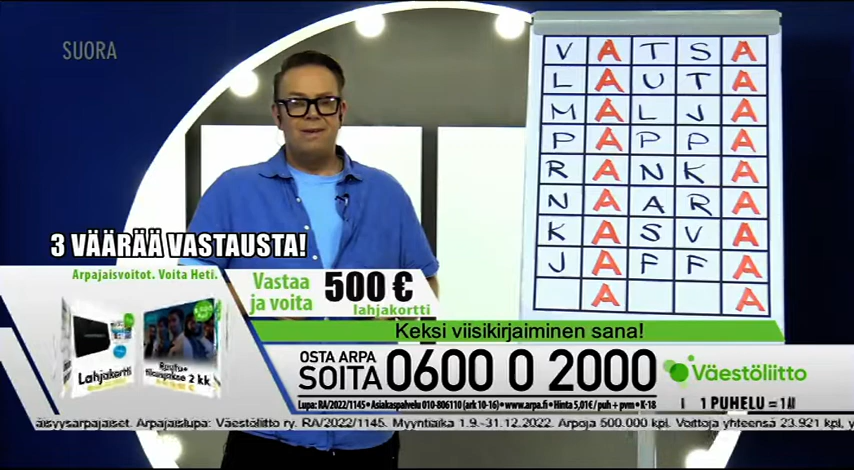 SUORA
V A T S A
L A U T A
M A L J A
P A P P A
R A N K A
N A A R A
K A S V A
J A F F A
A A
3 VÄÄRÄÄ VASTAUSTA!
Arpajaisvoitot. Voita Heti.
Vastaa
ja voita
500 €
lahjakortti
Lahjakortti
2 kk
Keksi viisikirjaiminen sana!
OSTA ARPA
SOITA 0600 0 2000
Väestöliitto
Lupa: RA/2022/1145 • Asiakaspalvelu 010-806110 (ark 10-16) • www.arpa.fi • Hinta 5,01€ / puh + pvm • K-18
1 PUHELU = 1
äisyysarpajaiset. Arpajaislupa: Väestöliitto ry. RA/2022/1145. Myyntiaika 1.9.-31.12.2022. Arpoja 500.000 kpl. Voittoja yhteensä 23.921 kpl, y